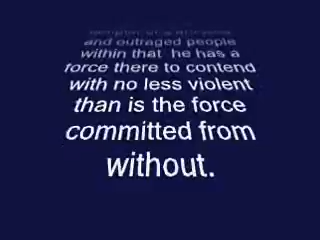 and outraged people
within that he has a
force there to contend
with no less violent
than is the force
committed from
without.